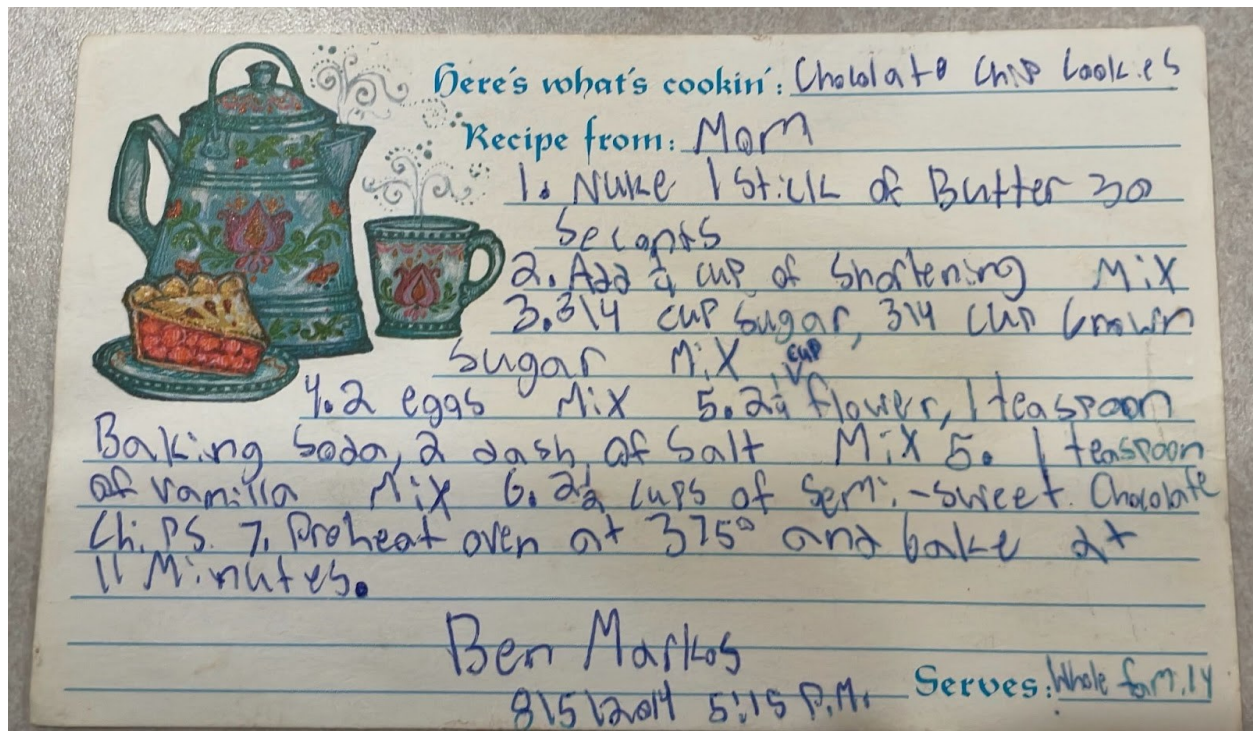 Here's what's cookin': Chocolate Chip Cookies
Recipe from: Mom
1. Nuke 1 Stick of Butter 30
Seconds
2. Add ¼ cup of shortening Mix
3. 3/4 cup sugar, 3/4 cup brown
sugar Mix cup
4. 2 eggs Mix 5. 2¼ flower, 1 teaspoon
Baking soda, 2 dash of salt Mix 5. 1 teaspoon
of vanilla Mix 6. 2½ cups of semi-sweet Chocolate
Chips. 7. Preheat oven at 375° and bake at
11 Minutes.
Ben Markos
Serves: Whole family
8/5/2014 5:15 P.M.